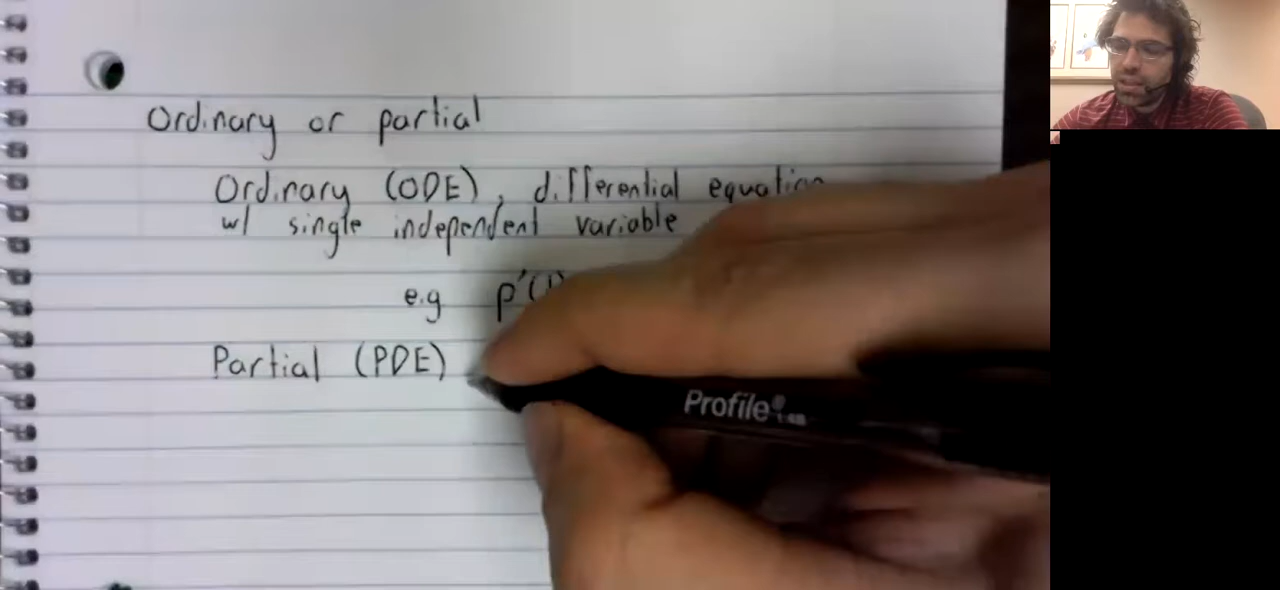 Ordinary or partial
Ordinary (ODE), differential equation
w/ single independent variable
e.g p'(t)
Partial (PDE)
Profile